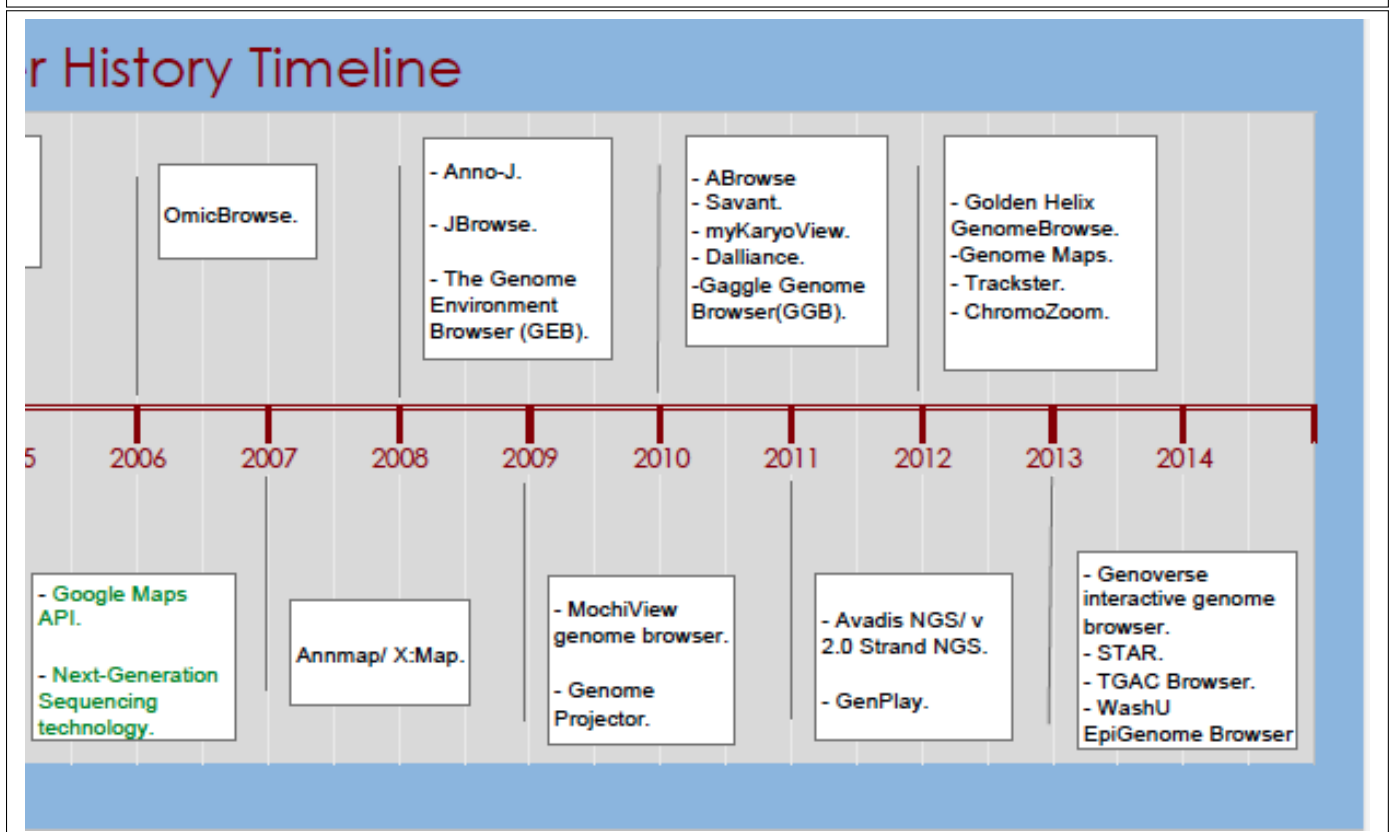 r History Timeline
OmicBrowse.
- Anno-J.
- JBrowse.
- The Genome
Environment
Browser (GEB).
- ABrowse
- Savant.
- myKaryoView.
- Dalliance.
-Gaggle Genome
Browser(GGB).
- Golden Helix
GenomeBrowse.
-Genome Maps.
- Trackster.
- ChromoZoom.
5 2006 2007 2008 2009 2010 2011 2012 2013 2014
- Google Maps
API.
- Next-Generation
Sequencing
technology.
Annmap/ X:Map.
- MochiView
genome browser.
- Genome
Projector.
- Avadis NGS/ v
2.0 Strand NGS.
- GenPlay.
- Genoverse
interactive genome
browser.
- STAR.
- TGAC Browser.
- WashU
EpiGenome Browser